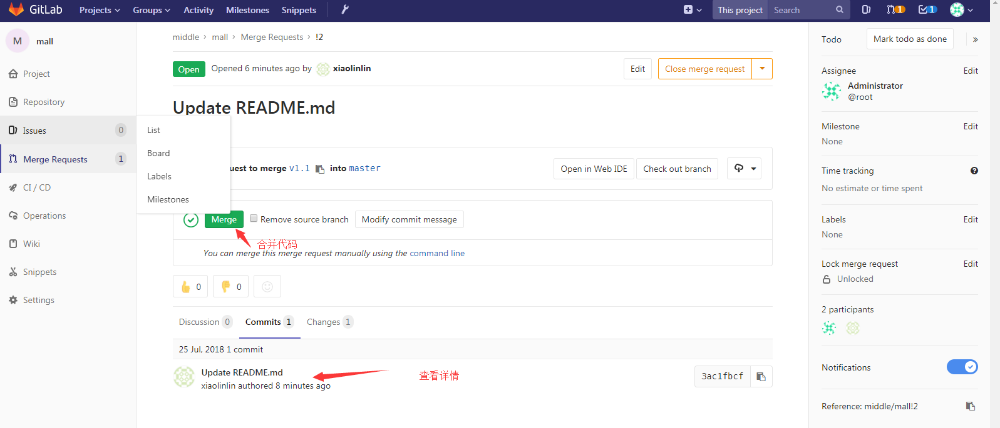 GitLab Projects Groups Activity Milestones Snippets This project Search 1 1
M mall
Project
Repository
Issues 0
Merge Requests 1
CI / CD
Operations
Wiki
Snippets
Settings
List
Board
Labels
Milestones
middle › mall › Merge Requests › !2
Open Opened 6 minutes ago by xiaolinlin Edit Close merge request
Update README.md
uest to merge v1.1 into master Open in Web IDE Check out branch
Merge Remove source branch Modify commit message
合并代码
You can merge this merge request manually using the command line
0 0
Discussion 0 Commits 1 Changes 1
25 Jul, 2018 1 commit
Update README.md
xiaolinlin authored 8 minutes ago
查看详情
3ac1fbcf
Todo Mark todo as done »
Assignee Edit
Administrator
@root
Milestone Edit
None
Time tracking ?
No estimate or time spent
Labels Edit
None
Lock merge request Edit
Unlocked
2 participants
Notifications
Reference: middle/mall!2